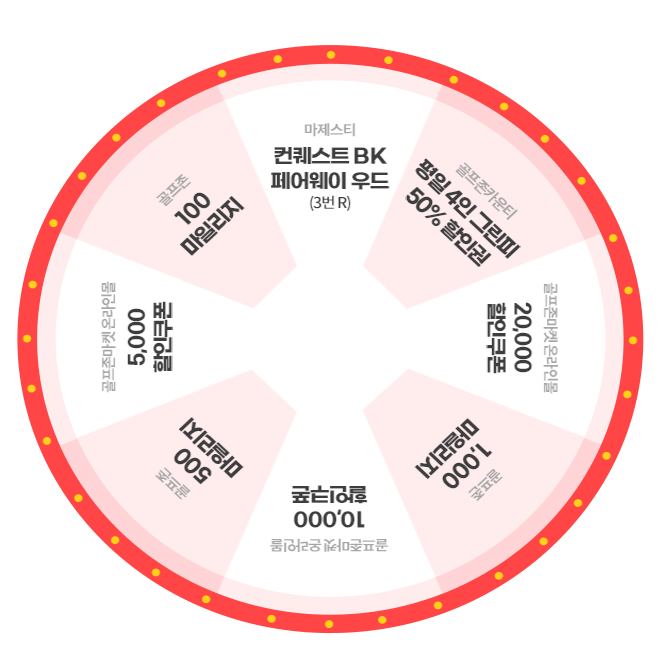 마제스티
컨퀘스트 BK
페어웨이 우드
(3번 R)
골프존카운티
평일 4인 그린피
50% 할인권
골프존마켓 온라인몰
20,000
할인쿠폰
골프존
1,000
마일리지
골프존마켓 온라인몰
10,000
할인쿠폰
골프존
500
마일리지
골프존마켓 온라인몰
5,000
할인쿠폰
골프존
100
마일리지